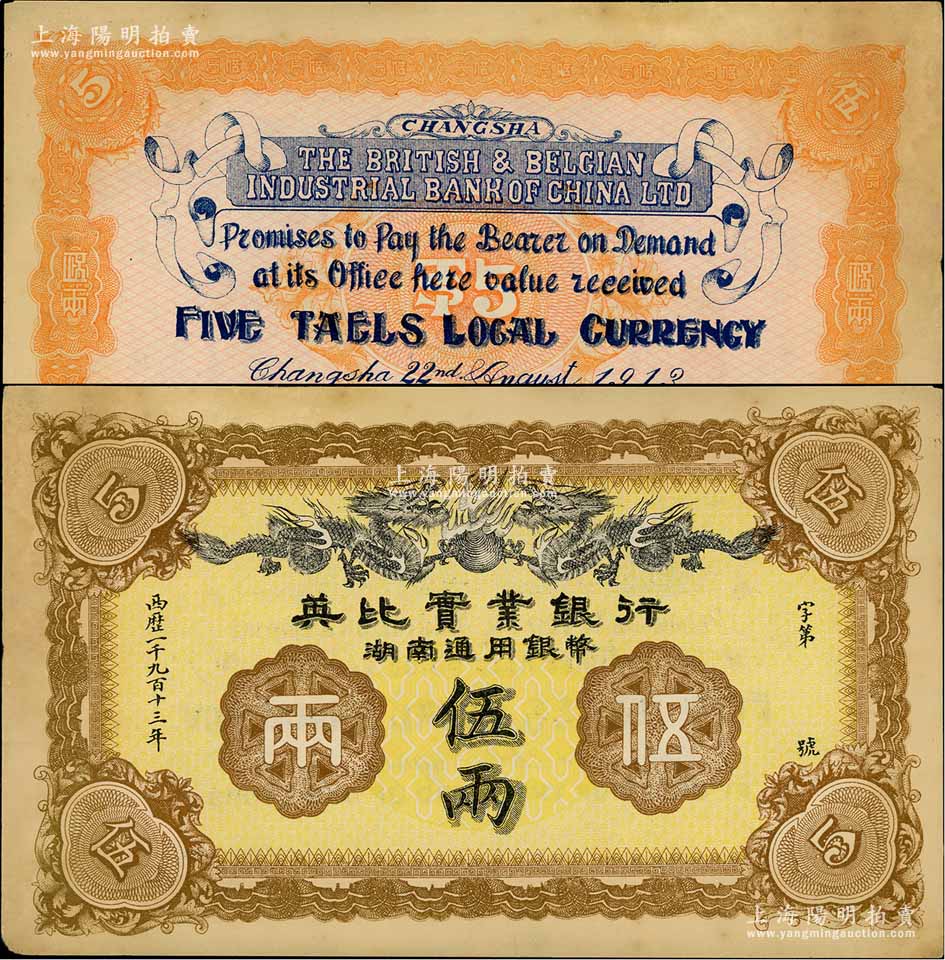 上海陽明拍賣
www.yangmingauction.com
5
伍
CHANGSHA
THE BRITISH & BELGIAN
INDUSTRIAL BANK OF CHINA LTD
Promises to Pay the Bearer on Demand
at its Office here value received
5
伍兩
伍兩
FIVE TAELS LOCAL CURRENCY
Changsha 22nd. August 1913
上海陽明拍賣
www.yangmingauction.com
5
伍
英比實業銀行
湖南通用銀幣
伍兩
伍
兩
字第
號
西歷一千九百十三年
伍
5
上海陽明拍賣
www.yangmingauction.com